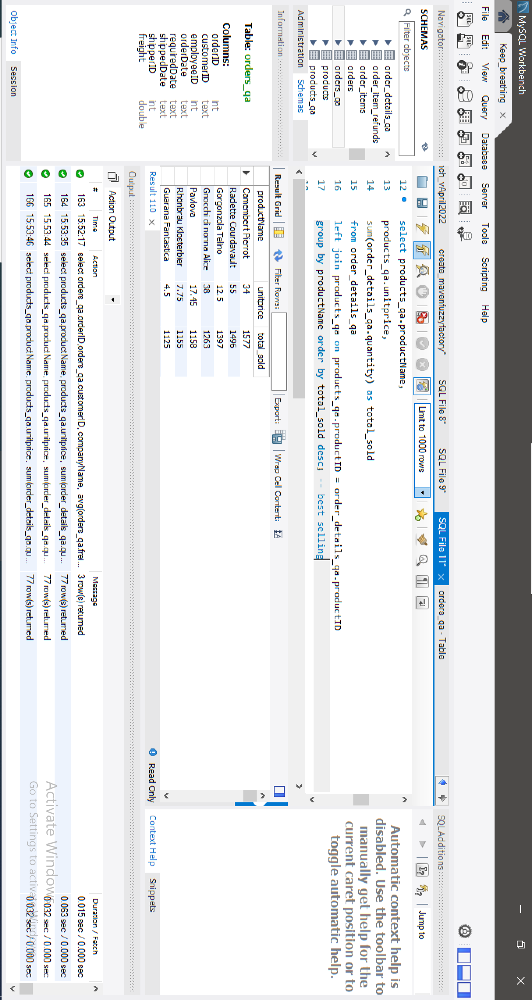 MySQL Workbench
Keep_breathing
File Edit View Query Database Server Tools Scripting Help
Navigator
SCHEMAS
Filter objects
order_details_qa
order_item_refunds
order_items
orders
orders_qa
products
products_qa
Administration Schemas
Information
Table: orders_qa
Columns:
orderID int
customerID text
employeeID int
orderDate text
requiredDate text
shippedDate text
shipperID int
freight double
Object Info Session
ch_vApril2022 create_mavenfuzzyfactory* SQL File 8* SQL File 9* SQL File 11* orders_qa - Table
Limit to 1000 rows
12 select products_qa.productName,
13 products_qa.unitprice,
14 sum(order_details_qa.quantity) as total_sold
15 from order_details_qa
16 left join products_qa on products_qa.productID = order_details_qa.productID
17 group by productName order by total_sold desc; -- best selling
Result Grid Filter Rows: Export: Wrap Cell Content:
productName unitprice total_sold
Camembert Pierrot 34 1577
Raclette Courdavault 55 1496
Gorgonzola Telino 12.5 1397
Gnocchi di nonna Alice 38 1263
Pavlova 17.45 1158
Rhönbräu Klosterbier 7.75 1155
Guaraná Fantástica 4.5 1125
Result 110 Read Only
SQLAdditions
Jump to
Automatic context help is
disabled. Use the toolbar to
manually get help for the
current caret position or to
toggle automatic help.
Context Help Snippets
Output
Action Output
# Time Action Message Duration / Fetch
163 15:52:17 select orders_qa.orderID,orders_qa.customerID, companyName, avg(orders_qa.frei... 3 row(s) returned 0.015 sec / 0.000 sec
164 15:53:35 select products_qa.productName, products_qa.unitprice, sum(order_details_qa.qu... 77 row(s) returned 0.063 sec / 0.000 sec
165 15:53:44 select products_qa.productName, products_qa.unitprice, sum(order_details_qa.qu... 77 row(s) returned 0.032 sec / 0.000 sec
166 15:53:46 select products_qa.productName, products_qa.unitprice, sum(order_details_qa.qu... 77 row(s) returned 0.032 sec / 0.000 sec
Activate Windows
Go to Settings to activate Windows.